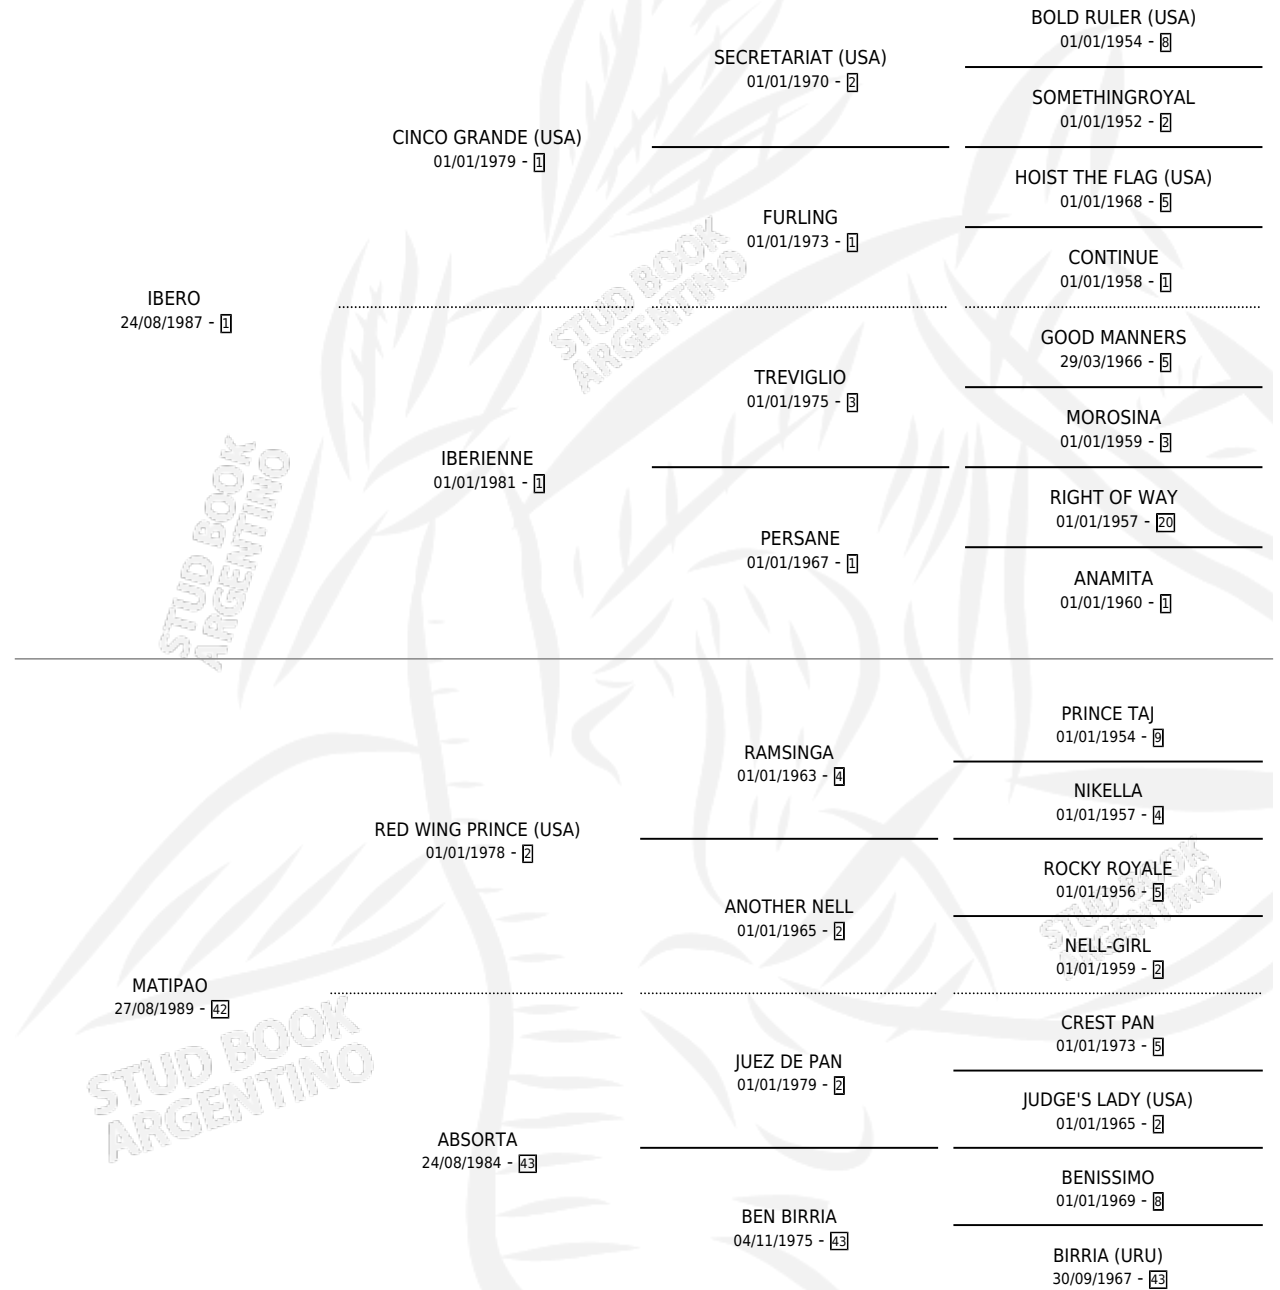 BOLD RULER (USA)
01/01/1954 - 8
SECRETARIAT (USA)
01/01/1970 - 2
SOMETHINGROYAL
01/01/1952 - 2
CINCO GRANDE (USA)
01/01/1979 - 1
HOIST THE FLAG (USA)
01/01/1968 - 5
FURLING
01/01/1973 - 1
CONTINUE
01/01/1958 - 1
IBERO
24/08/1987 - 1
GOOD MANNERS
29/03/1966 - 5
TREVIGLIO
01/01/1975 - 3
MOROSINA
01/01/1959 - 3
IBERIENNE
01/01/1981 - 1
RIGHT OF WAY
01/01/1957 - 20
PERSANE
01/01/1967 - 1
ANAMITA
01/01/1960 - 1
PRINCE TAJ
01/01/1954 - 9
RAMSINGA
01/01/1963 - 4
NIKELLA
01/01/1957 - 4
RED WING PRINCE (USA)
01/01/1978 - 2
ROCKY ROYALE
01/01/1956 - 5
ANOTHER NELL
01/01/1965 - 2
NELL-GIRL
01/01/1959 - 2
MATIPAO
27/08/1989 - 42
CREST PAN
01/01/1973 - 5
JUEZ DE PAN
01/01/1979 - 2
JUDGE'S LADY (USA)
01/01/1965 - 2
ABSORTA
24/08/1984 - 43
BENISSIMO
01/01/1969 - 8
BEN BIRRIA
04/11/1975 - 43
BIRRIA (URU)
30/09/1967 - 43
STUD BOOK
ARGENTINO
STUD BOOK
ARGENTINO
STUD BOOK
ARGENTINO
STUD BOOK
ARGENTINO